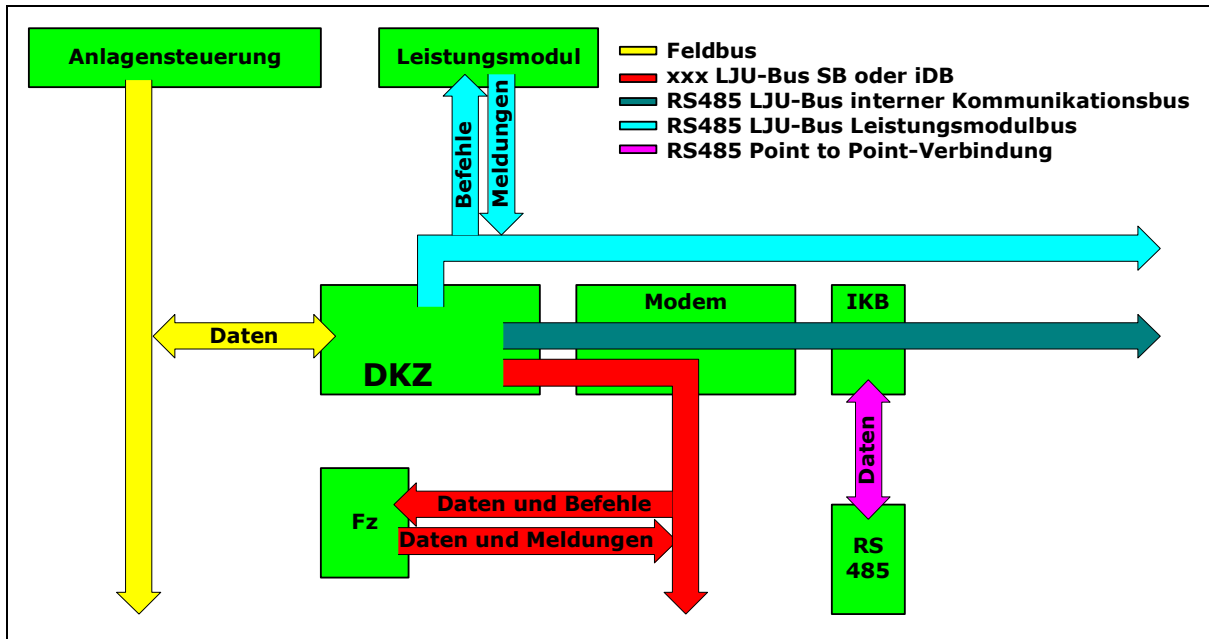 Anlagensteuerung
Leistungsmodul
Feldbus
xxx LJU-Bus SB oder iDB
RS485 LJU-Bus interner Kommunikationsbus
RS485 LJU-Bus Leistungsmodulbus
RS485 Point to Point-Verbindung
Befehle
Meldungen
Modem
IKB
Daten
DKZ
Daten
Daten und Befehle
Fz
Daten und Meldungen
RS
485